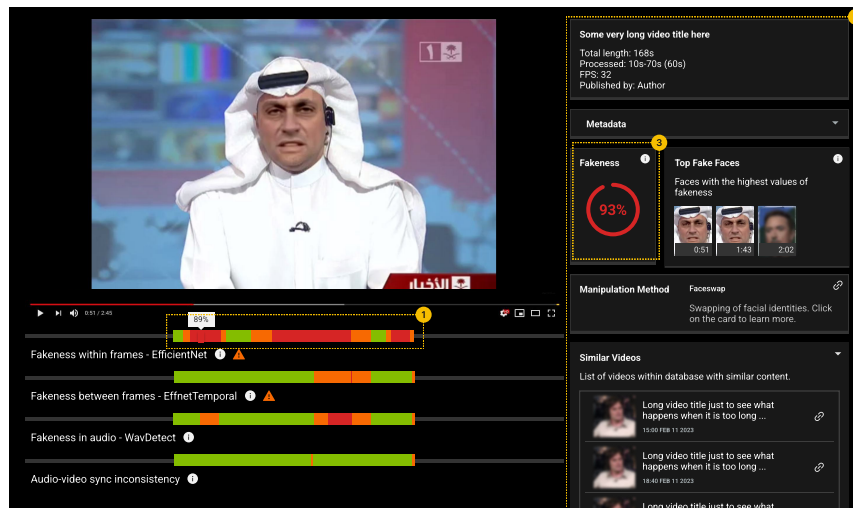 ١
الأخبا
0:51 / 2:45
89%
1
Fakeness within frames - EfficientNet
Fakeness between frames - EffnetTemporal
Fakeness in audio - WavDetect
Audio-video sync inconsistency
Some very long video title here
Total length: 168s
Processed: 10s-70s (60s)
FPS: 32
Published by: Author
Metadata
3
Fakeness
93%
Top Fake Faces
Faces with the highest values of
fakeness
0:51
1:43
2:02
Manipulation Method
Faceswap
Swapping of facial identities. Click
on the card to learn more.
Similar Videos
List of videos within database with similar content.
Long video title just to see what
happens when it is too long ...
15:00 FEB 11 2023
Long video title just to see what
happens when it is too long ...
18:40 FEB 11 2023
Long video title just to see what